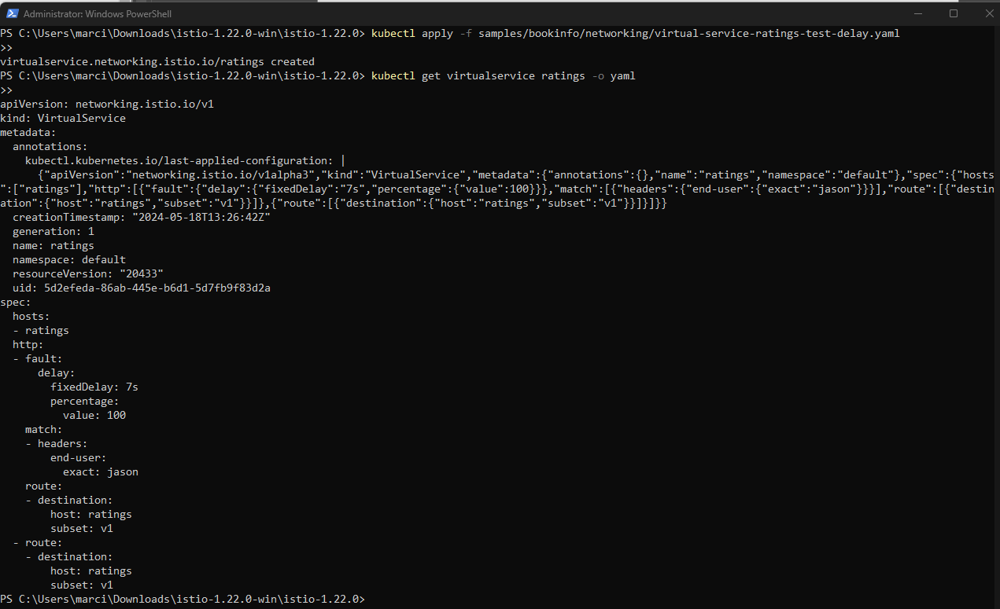 Administrator: Windows PowerShell
PS C:\Users\marci\Downloads\istio-1.22.0-win\istio-1.22.0> kubectl apply -f samples/bookinfo/networking/virtual-service-ratings-test-delay.yaml
>>
virtualservice.networking.istio.io/ratings created
PS C:\Users\marci\Downloads\istio-1.22.0-win\istio-1.22.0> kubectl get virtualservice ratings -o yaml
>>
apiVersion: networking.istio.io/v1
kind: VirtualService
metadata:
  annotations:
    kubectl.kubernetes.io/last-applied-configuration: |
      {"apiVersion":"networking.istio.io/v1alpha3","kind":"VirtualService","metadata":{"annotations":{},"name":"ratings","namespace":"default"},"spec":{"hosts
":["ratings"],"http":[{"fault":{"delay":{"fixedDelay":"7s","percentage":{"value":100}}},"match":[{"headers":{"end-user":{"exact":"jason"}}}],"route":[{"destin
ation":{"host":"ratings","subset":"v1"}}]},{"route":[{"destination":{"host":"ratings","subset":"v1"}}]}]}}
  creationTimestamp: "2024-05-18T13:26:42Z"
  generation: 1
  name: ratings
  namespace: default
  resourceVersion: "20433"
  uid: 5d2efeda-86ab-445e-b6d1-5d7fb9f83d2a
spec:
  hosts:
  - ratings
  http:
  - fault:
      delay:
        fixedDelay: 7s
        percentage:
          value: 100
    match:
    - headers:
        end-user:
          exact: jason
    route:
    - destination:
        host: ratings
        subset: v1
  - route:
    - destination:
        host: ratings
        subset: v1
PS C:\Users\marci\Downloads\istio-1.22.0-win\istio-1.22.0>